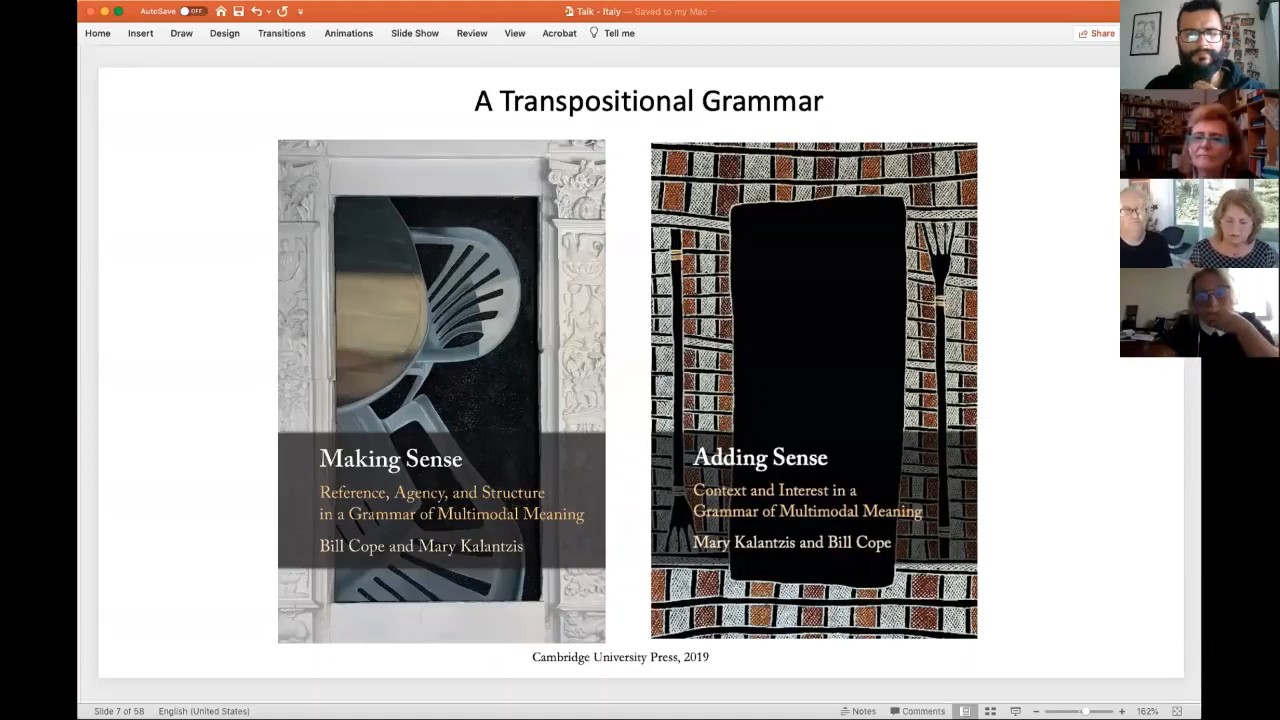 AutoSave OFF
Talk - Italy — Saved to my Mac
Home Insert Draw Design Transitions Animations Slide Show Review View Acrobat Tell me Share
A Transpositional Grammar
Making Sense
Reference, Agency, and Structure
in a Grammar of Multimodal Meaning
Bill Cope and Mary Kalantzis
Adding Sense
Context and Interest in a
Grammar of Multimodal Meaning
Mary Kalantzis and Bill Cope
Cambridge University Press, 2019
Slide 7 of 58 English (United States) Notes Comments 162%